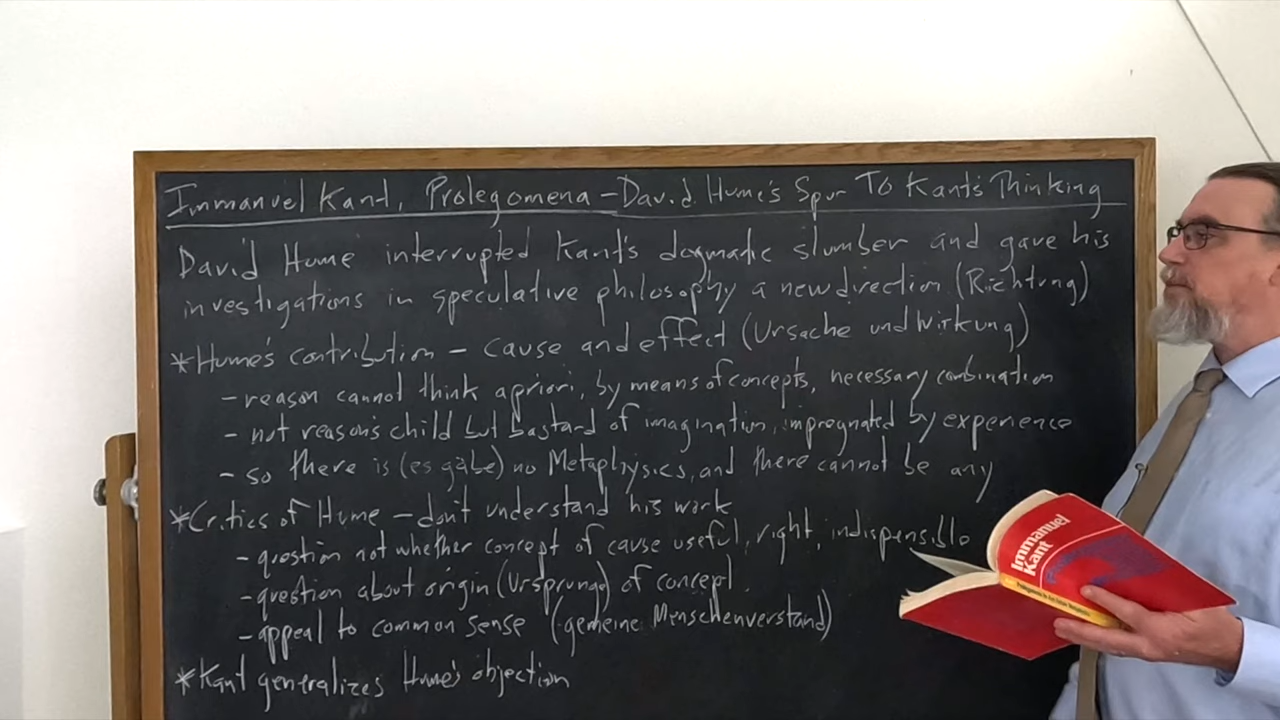 Immanuel Kant, Prolegomena – David Hume's Spur To Kant's Thinking
David Hume interrupted Kant's dogmatic slumber and gave his
investigations in speculative philosophy a new direction (Richtung)
*Hume's contribution – cause and effect (Ursache und Wirkung)
- reason cannot think a priori, by means of concepts, necessary combination
- not reason's child but bastard of imagination, impregnated by experience
- so there is (es gäbe) no Metaphysics, and there cannot be any
*Critics of Hume – don't understand his work
- question not whether concept of cause useful, right, indispensible
- question about origin (Ursprunge) of concept
- appeal to common sense (gemeine Menschenverstand)
*Kant generalizes Hume's objection
Immanuel
Kant